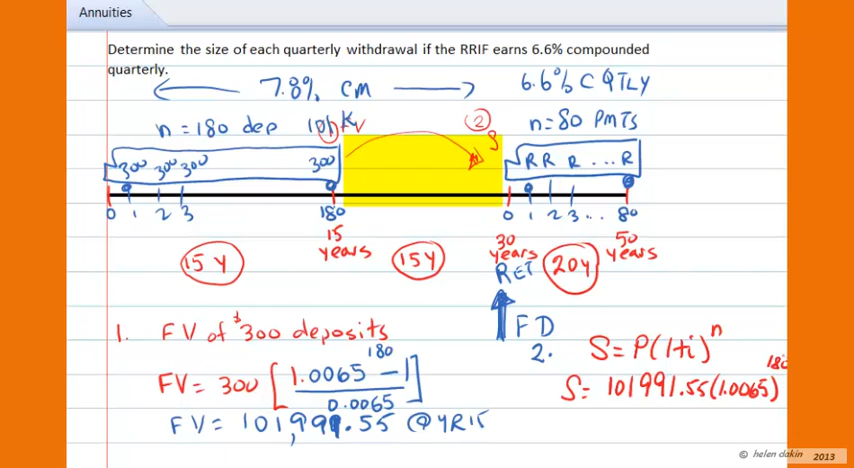 Annuities
Determine the size of each quarterly withdrawal if the RRIF earns 6.6% compounded
quarterly.
7.8% CM 6.6% C QTLY
n = 180 dep n = 80 PMTS
2
S
300 300 300 300 R R R ... R
0 1 2 3 180 0 1 2 3 .. 80
15 years 30 years 50 years
15 Y 15 Y RET 20 Y
1. FV of $300 deposits
FD
2. S = P(1+i)^n
FV = 300 [ 1.0065^180 - 1 / 0.0065 ]
S = 101991.55 (1.0065)^180
FV = 101,991.55 @ YR15
© helen dakin 2013